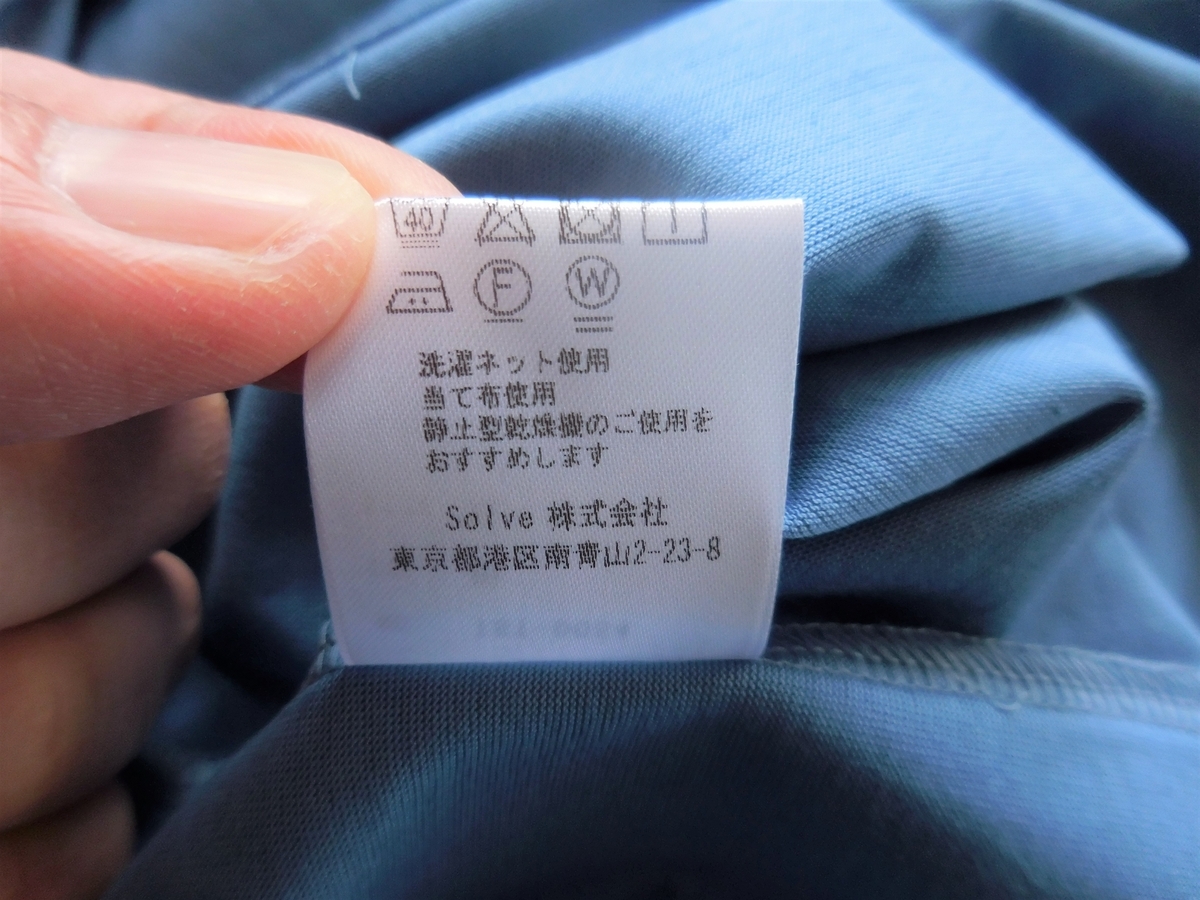 40
F W
洗濯ネット使用
当て布使用
静止型乾燥機のご使用を
おすすめします
Solve 株式会社
東京都港区南青山2-23-8